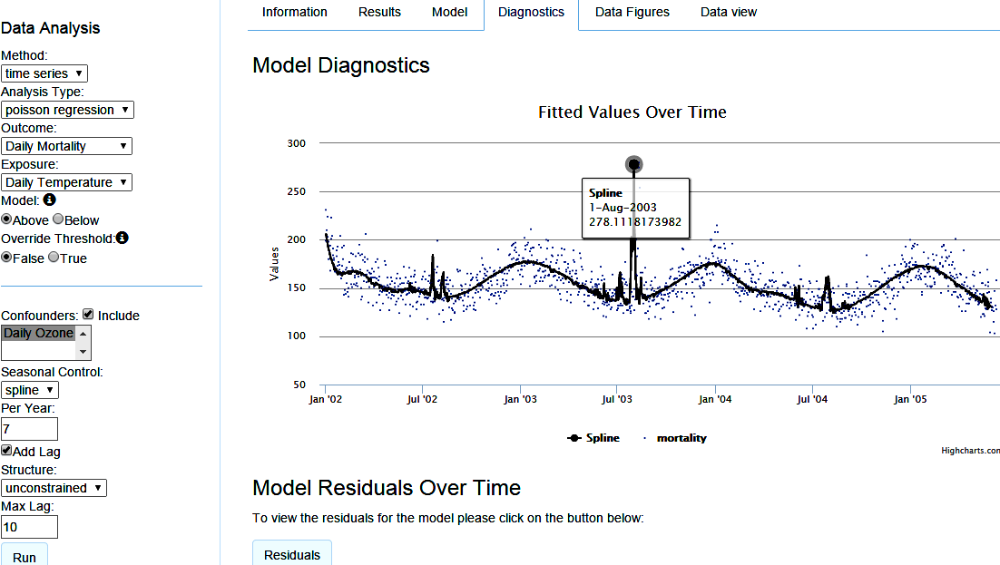 Information Results Model Diagnostics Data Figures Data view
Data Analysis
Method:
time series
Analysis Type:
poisson regression
Outcome:
Daily Mortality
Exposure:
Daily Temperature
Model:
Above Below
Override Threshold:
False True
Confounders: Include
Daily Ozone
Seasonal Control:
spline
Per Year:
7
Add Lag
Structure:
unconstrained
Max Lag:
10
Run
Model Diagnostics
Fitted Values Over Time
300
250
200
150
100
50
Values
Spline
1-Aug-2003
278.1118173982
Jan '02 Jul '02 Jan '03 Jul '03 Jan '04 Jul '04 Jan '05
Spline mortality
Highcharts.con
Model Residuals Over Time
To view the residuals for the model please click on the button below:
Residuals